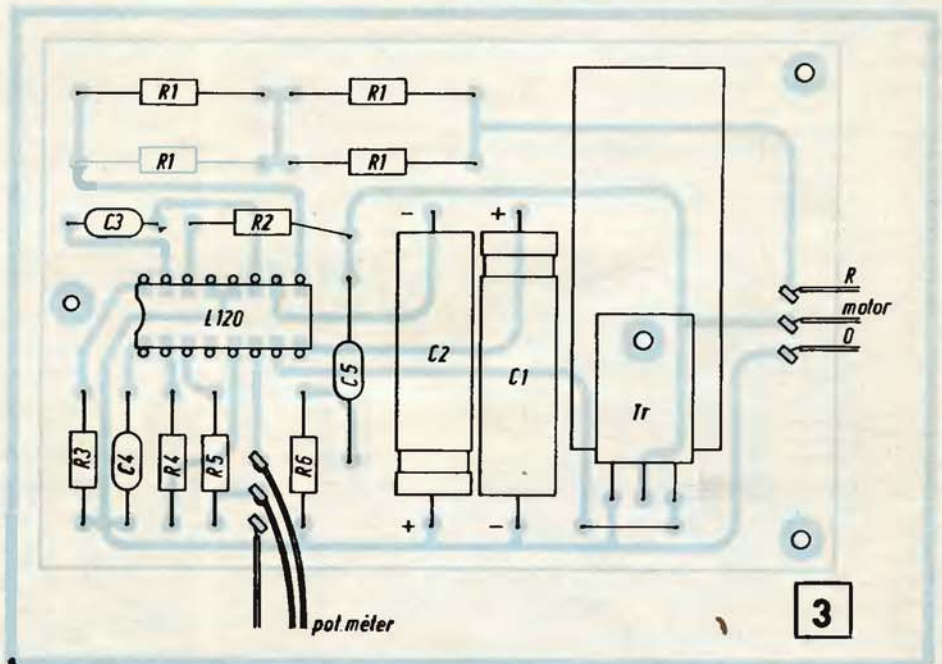 R1 R1
R1 R1
C3 R2
L120
R3 C4 R4 R5 R6 C5
- +
C2 C1
+ -
Tr
R
motor
0
pot.méter
3